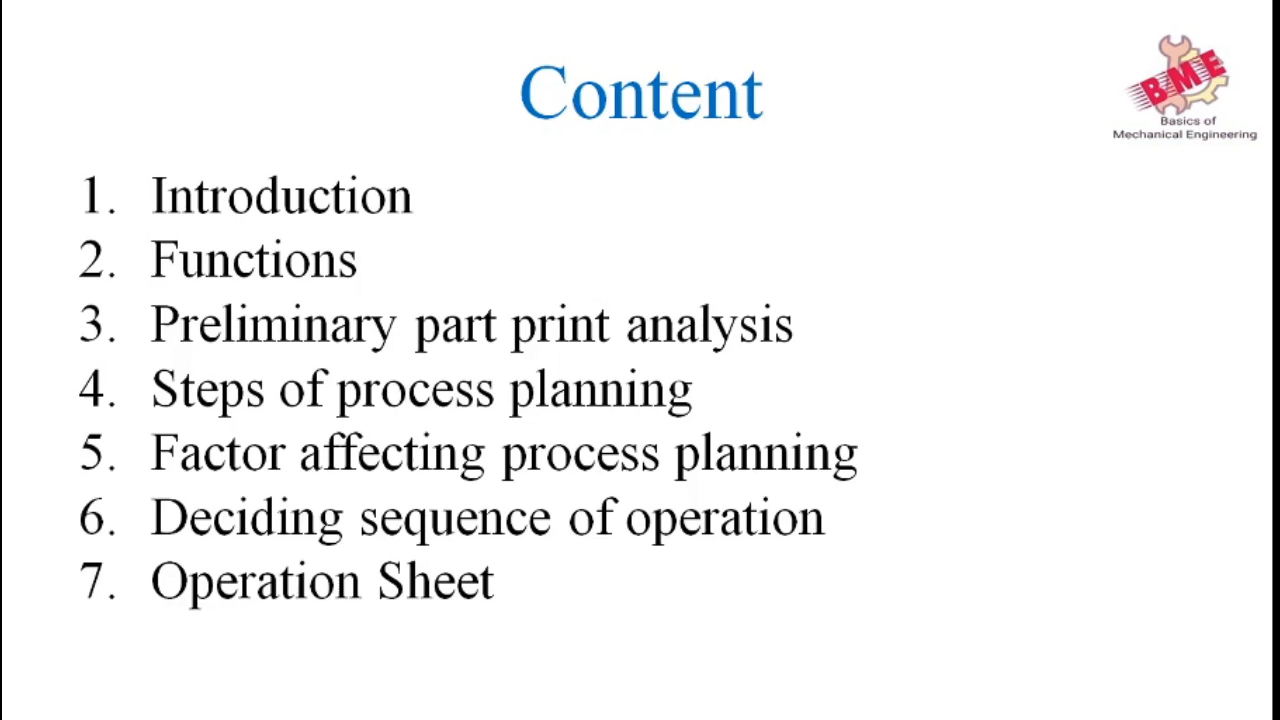 Content
BME
Basics of
Mechanical Engineering
1. Introduction
2. Functions
3. Preliminary part print analysis
4. Steps of process planning
5. Factor affecting process planning
6. Deciding sequence of operation
7. Operation Sheet